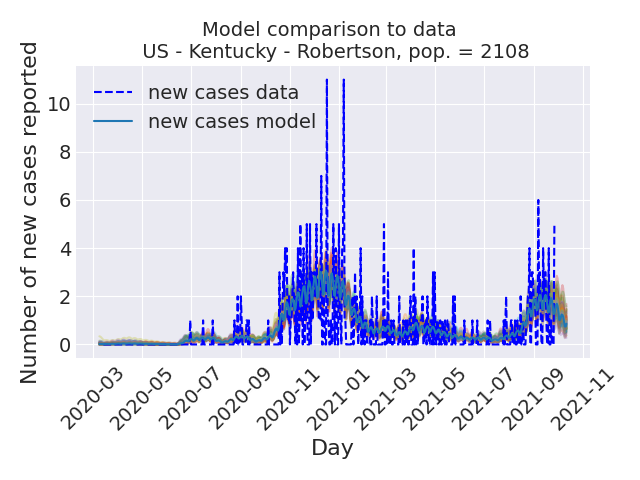 Model comparison to data
US - Kentucky - Robertson, pop. = 2108
Number of new cases reported
10
8
6
4
2
0
new cases data
new cases model
2020-03
2020-05
2020-07
2020-09
2020-11
2021-01
2021-03
2021-05
2021-07
2021-09
2021-11
Day